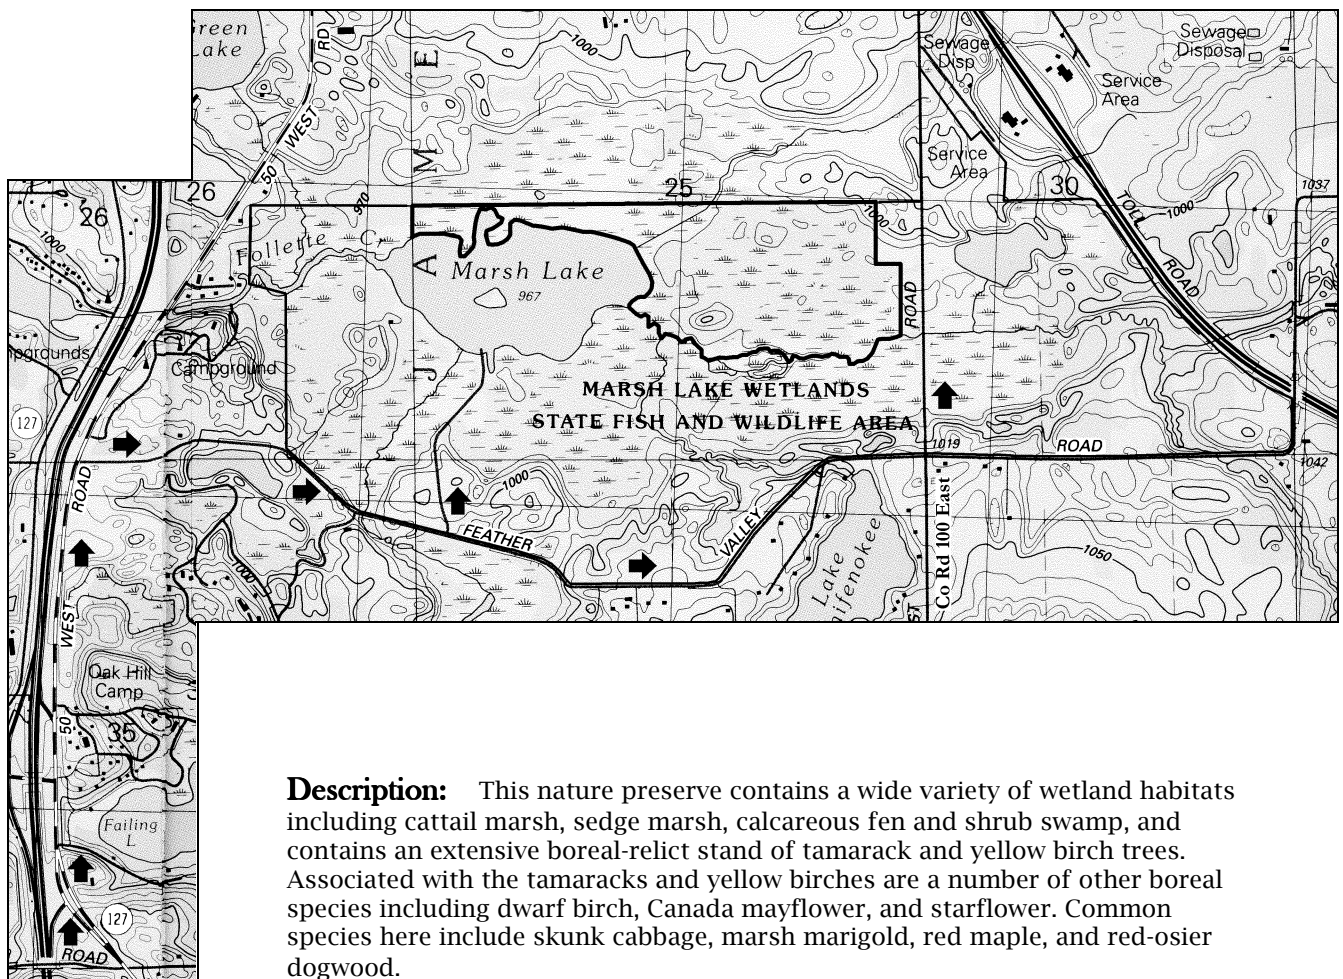 Green
Lake
RD
WEST
50
1000
E
M
A
J
Sewage
Disp
Sewage
Disposal
Service
Area
Service
Area
26
26
25
30
1037
1000
970
1000
1000
TOLL
ROAD
Follette Cr
Marsh Lake
967
ROAD
Campground
127
MARSH LAKE WETLANDS
STATE FISH AND WILDLIFE AREA
1019
ROAD
1042
ROAD
1000
FEATHER
VALLEY
Lake
Co Rd 100 East
1050
1000
WEST
Oak Hill
Camp
50
35
Failing
L
127
ROAD
Description: This nature preserve contains a wide variety of wetland habitats
including cattail marsh, sedge marsh, calcareous fen and shrub swamp, and
contains an extensive boreal-relict stand of tamarack and yellow birch trees.
Associated with the tamaracks and yellow birches are a number of other boreal
species including dwarf birch, Canada mayflower, and starflower. Common
species here include skunk cabbage, marsh marigold, red maple, and red-osier
dogwood.